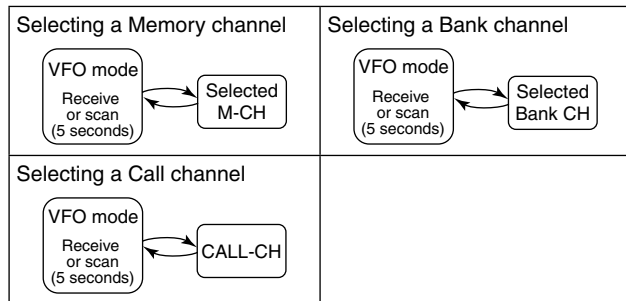 Selecting a Memory channel
VFO mode
Receive
or scan
(5 seconds)
Selected
M-CH
Selecting a Bank channel
VFO mode
Receive
or scan
(5 seconds)
Selected
Bank CH
Selecting a Call channel
VFO mode
Receive
or scan
(5 seconds)
CALL-CH